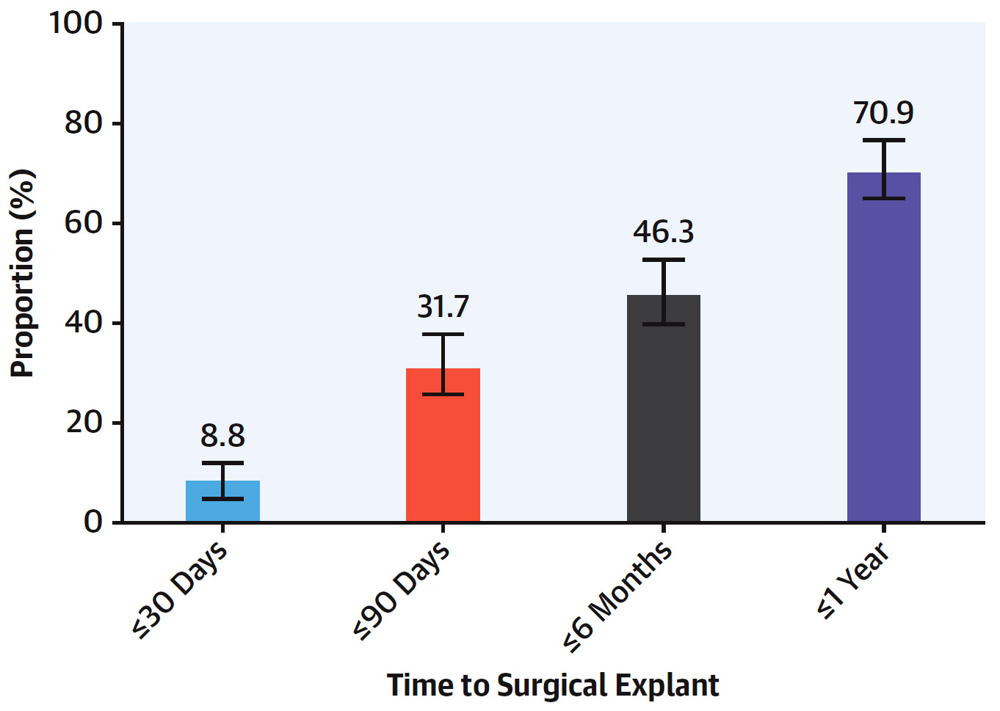 Proportion (%)
100
80
60
40
20
0
8.8
31.7
46.3
70.9
≤30 Days
≤90 Days
≤6 Months
≤1 Year
Time to Surgical Explant